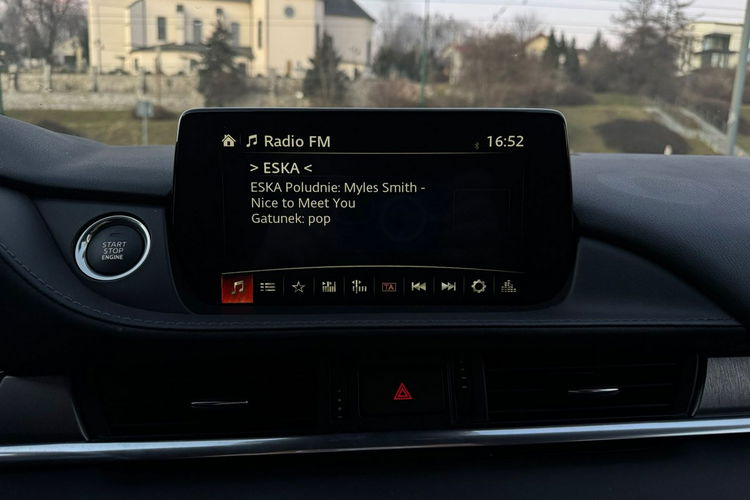 Radio FM
16:52
> ESKA <
ESKA Poludnie: Myles Smith -
Nice to Meet You
Gatunek: pop
START
STOP
ENGINE
TA